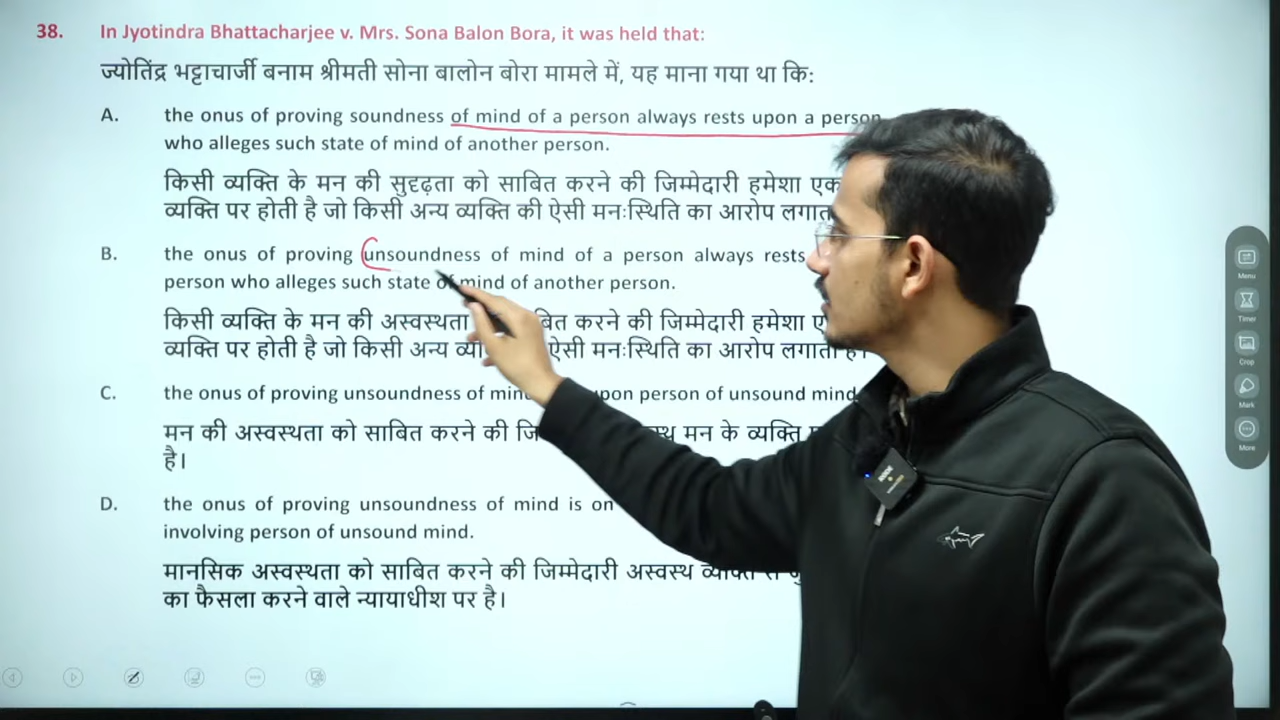 38. In Jyotindra Bhattacharjee v. Mrs. Sona Balon Bora, it was held that:
ज्योतिंद्र भट्टाचार्जी बनाम श्रीमती सोना बालोन बोरा मामले में, यह माना गया था कि:
A. the onus of proving soundness of mind of a person always rests upon a person
who alleges such state of mind of another person.
किसी व्यक्ति के मन की सुदृढ़ता को साबित करने की जिम्मेदारी हमेशा एक
व्यक्ति पर होती है जो किसी अन्य व्यक्ति की ऐसी मनःस्थिति का आरोप
B. the onus of proving unsoundness of mind of a person always rests
person who alleges such state of mind of another person.
किसी व्यक्ति के मन की अस्वस्थता करने की जिम्मेदारी हमेशा
व्यक्ति पर होती है जो किसी अन्य ऐसी मनःस्थिति का आरोप लगाता है।
C. the onus of proving unsoundness of upon person of unsound mind
मन की अस्वस्थता को साबित करने की मन के व्यक्ति
है।
D. the onus of proving unsoundness of mind is on
involving person of unsound mind.
मानसिक अस्वस्थता को साबित करने की जिम्मेदारी अस्वस्थ व्यक्ति
का फैसला करने वाले न्यायाधीश पर है।
Menu
Timer
Crop
Mark
More